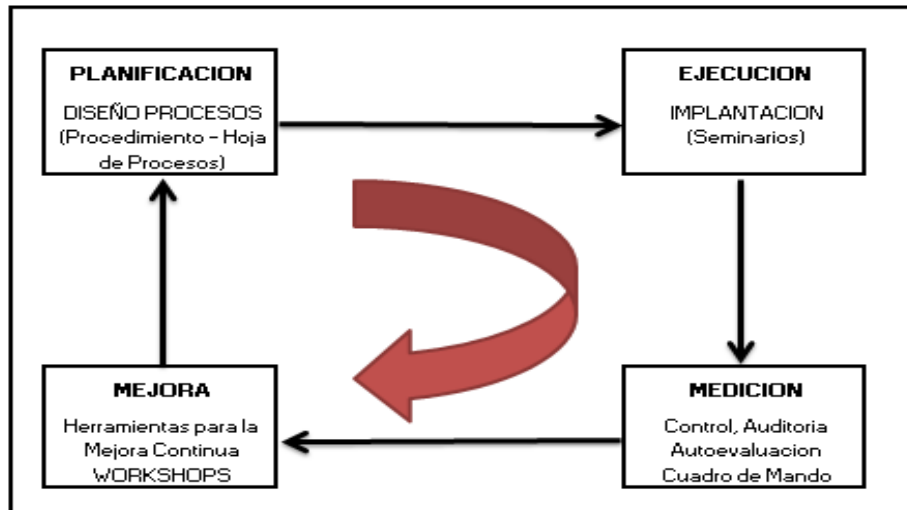 PLANIFICACION
DISEÑO PROCESOS
(Procedimiento - Hoja
de Procesos)
EJECUCION
IMPLANTACION
(Seminarios)
MEJORA
Herramientas para la
Mejora Continua
WORKSHOPS
MEDICION
Control, Auditoria
Autoevaluacion
Cuadro de Mando